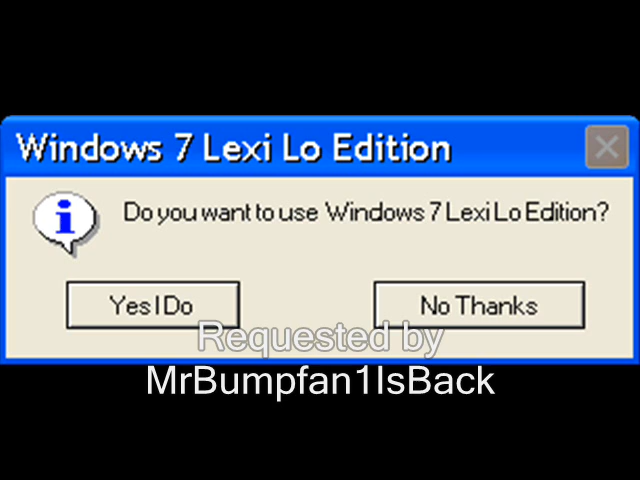 Windows 7 Lexi Lo Edition
Do you want to use Windows 7 Lexi Lo Edition?
Yes I Do
No Thanks
Requested by
MrBumpfan1IsBack